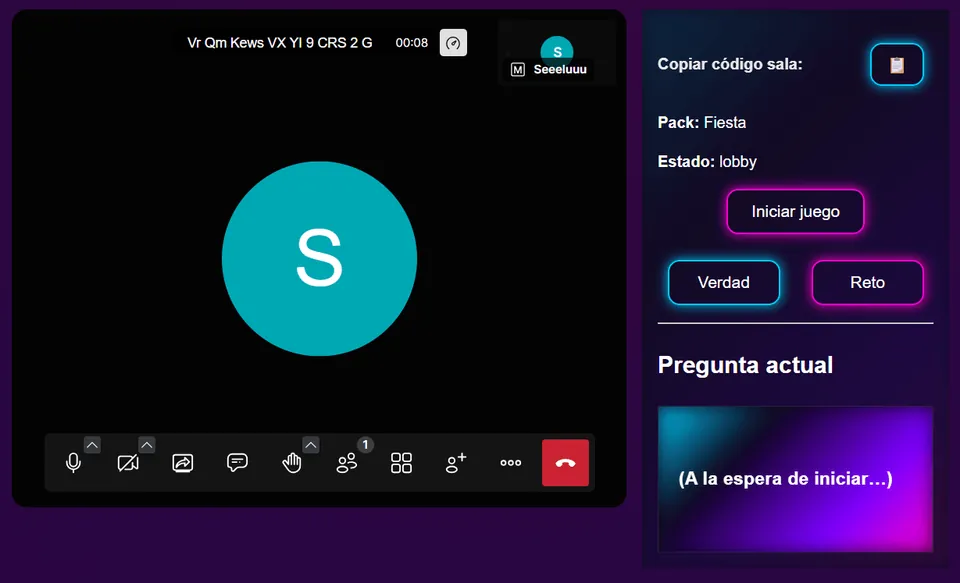 Vr Qm Kews VX YI 9 CRS 2 G 00:08
S
M Seeeluuu
S
1
Copiar código sala:
Pack: Fiesta
Estado: lobby
Iniciar juego
Verdad Reto
Pregunta actual
(A la espera de iniciar...)